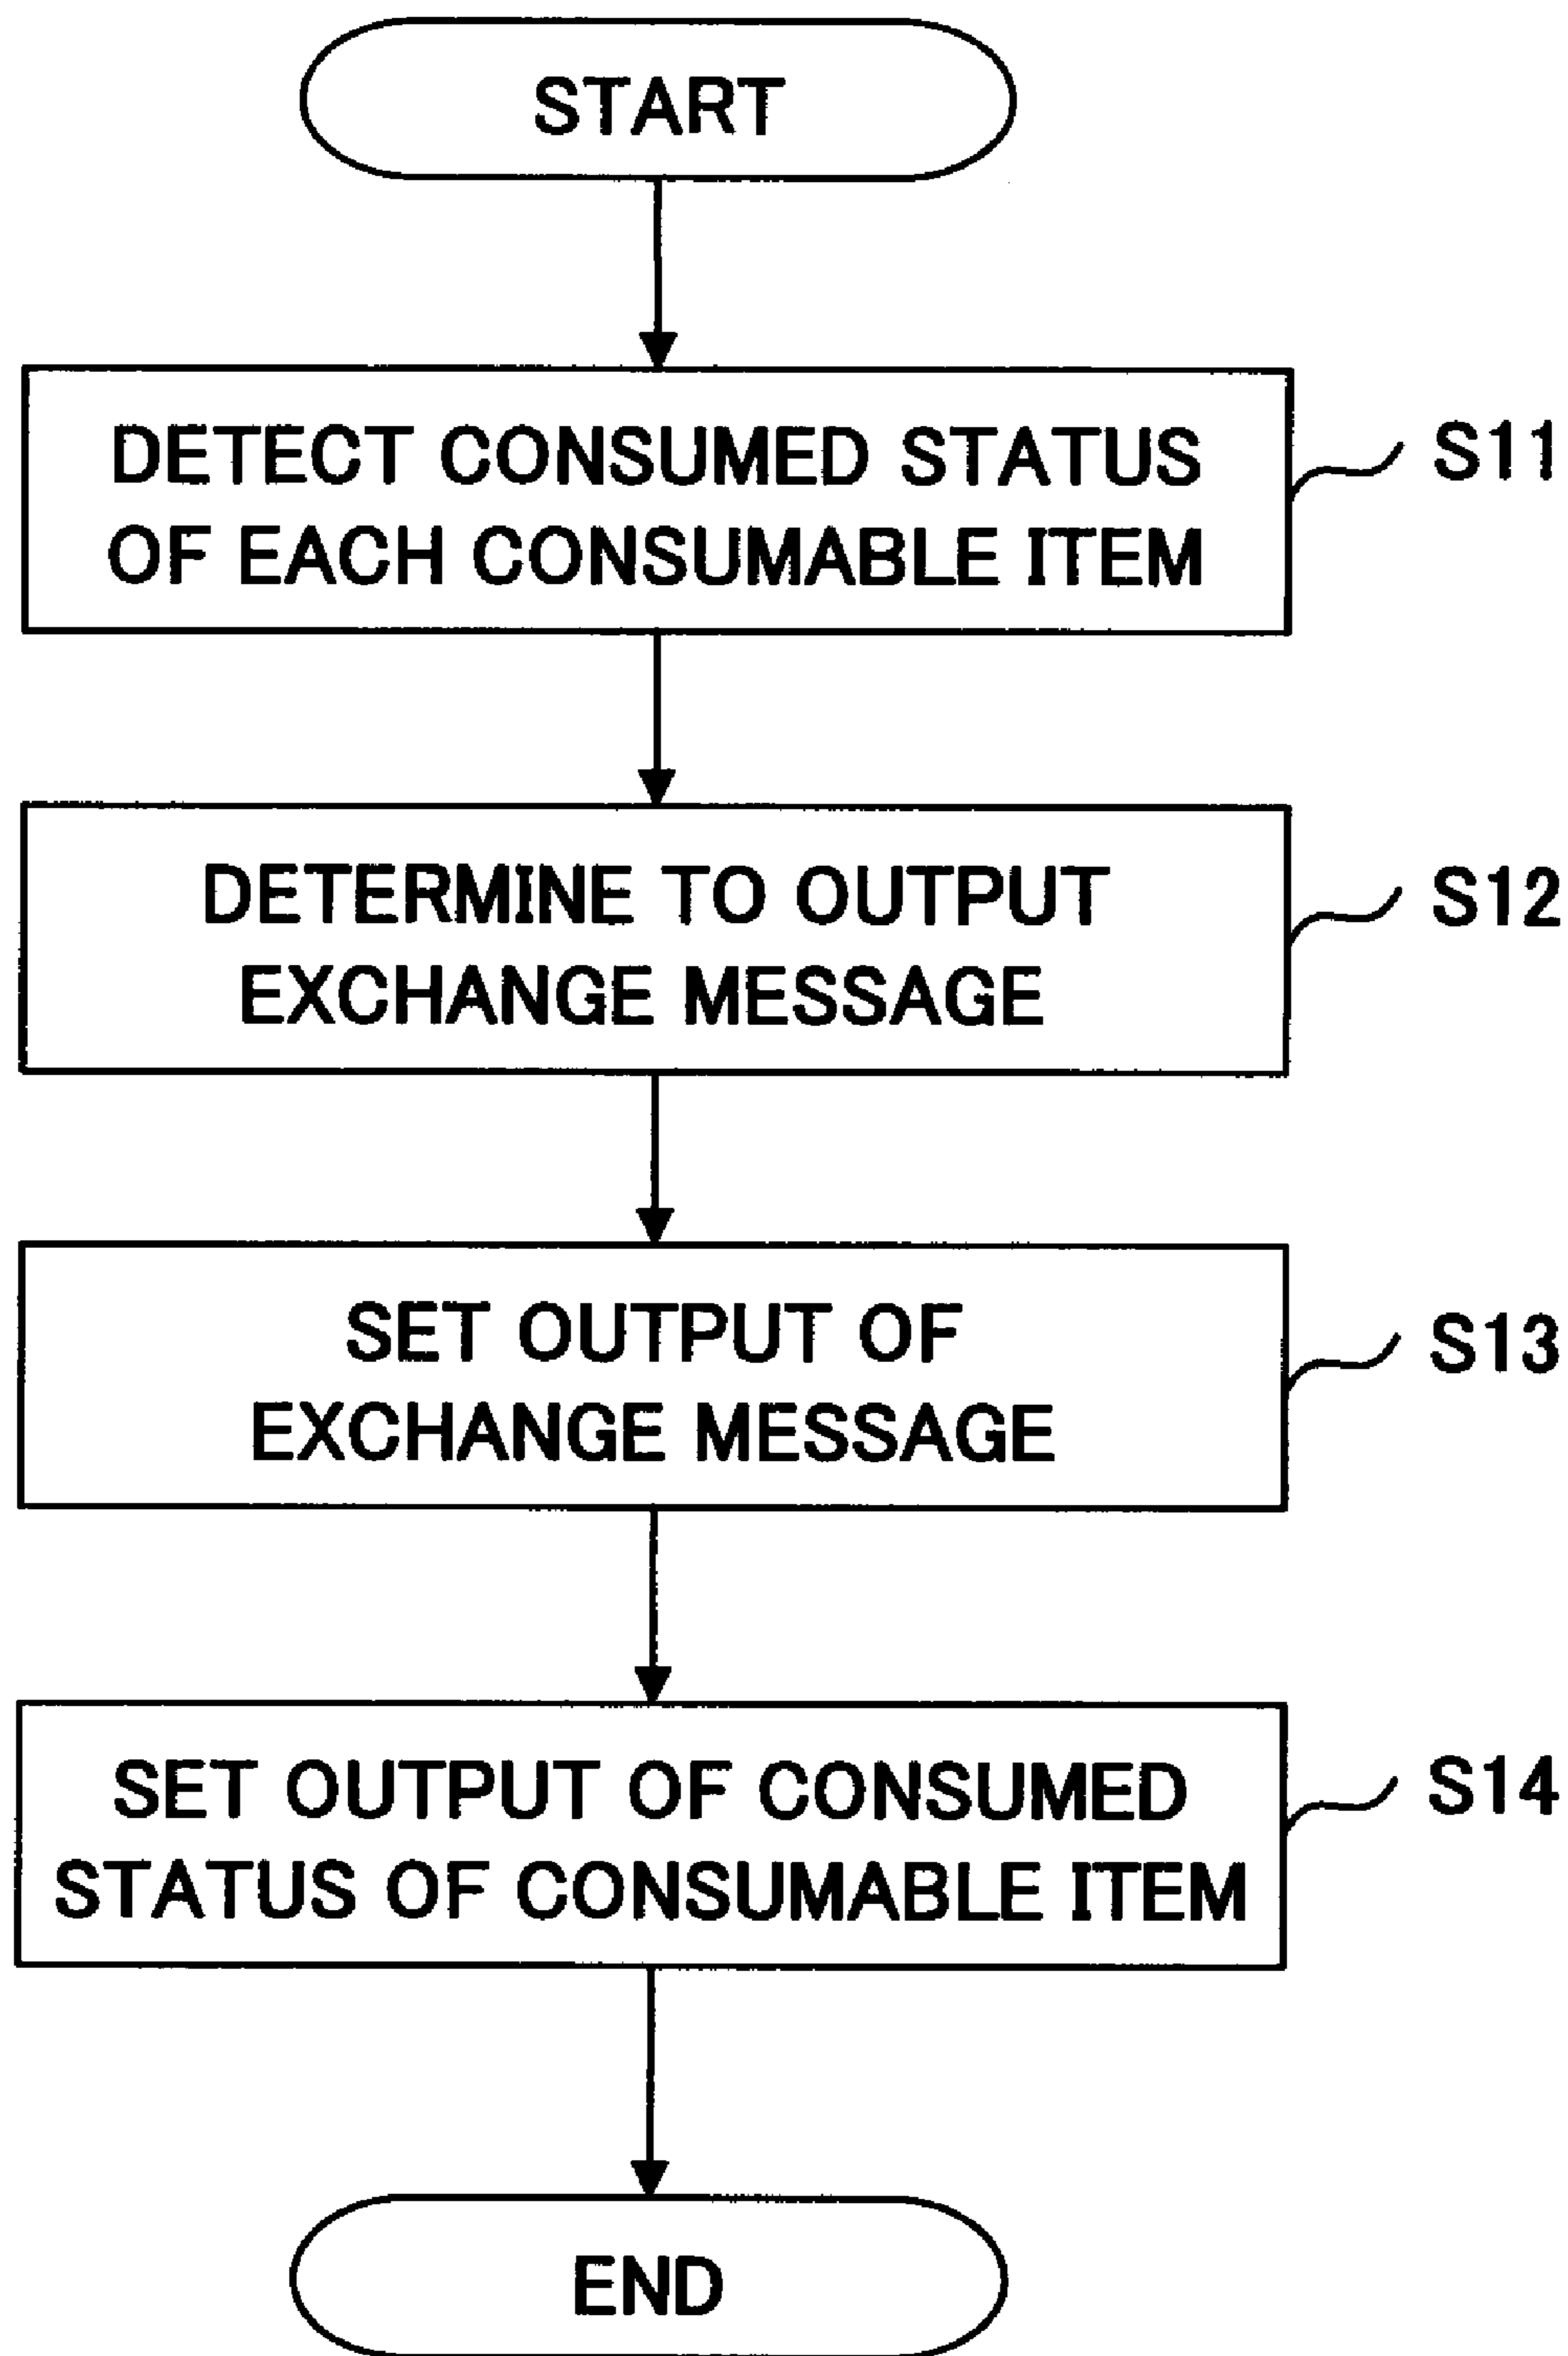 START
DETECT CONSUMED STATUS
OF EACH CONSUMABLE ITEM
S11
DETERMINE TO OUTPUT
EXCHANGE MESSAGE
S12
SET OUTPUT OF
EXCHANGE MESSAGE
S13
SET OUTPUT OF CONSUMED
STATUS OF CONSUMABLE ITEM
S14
END